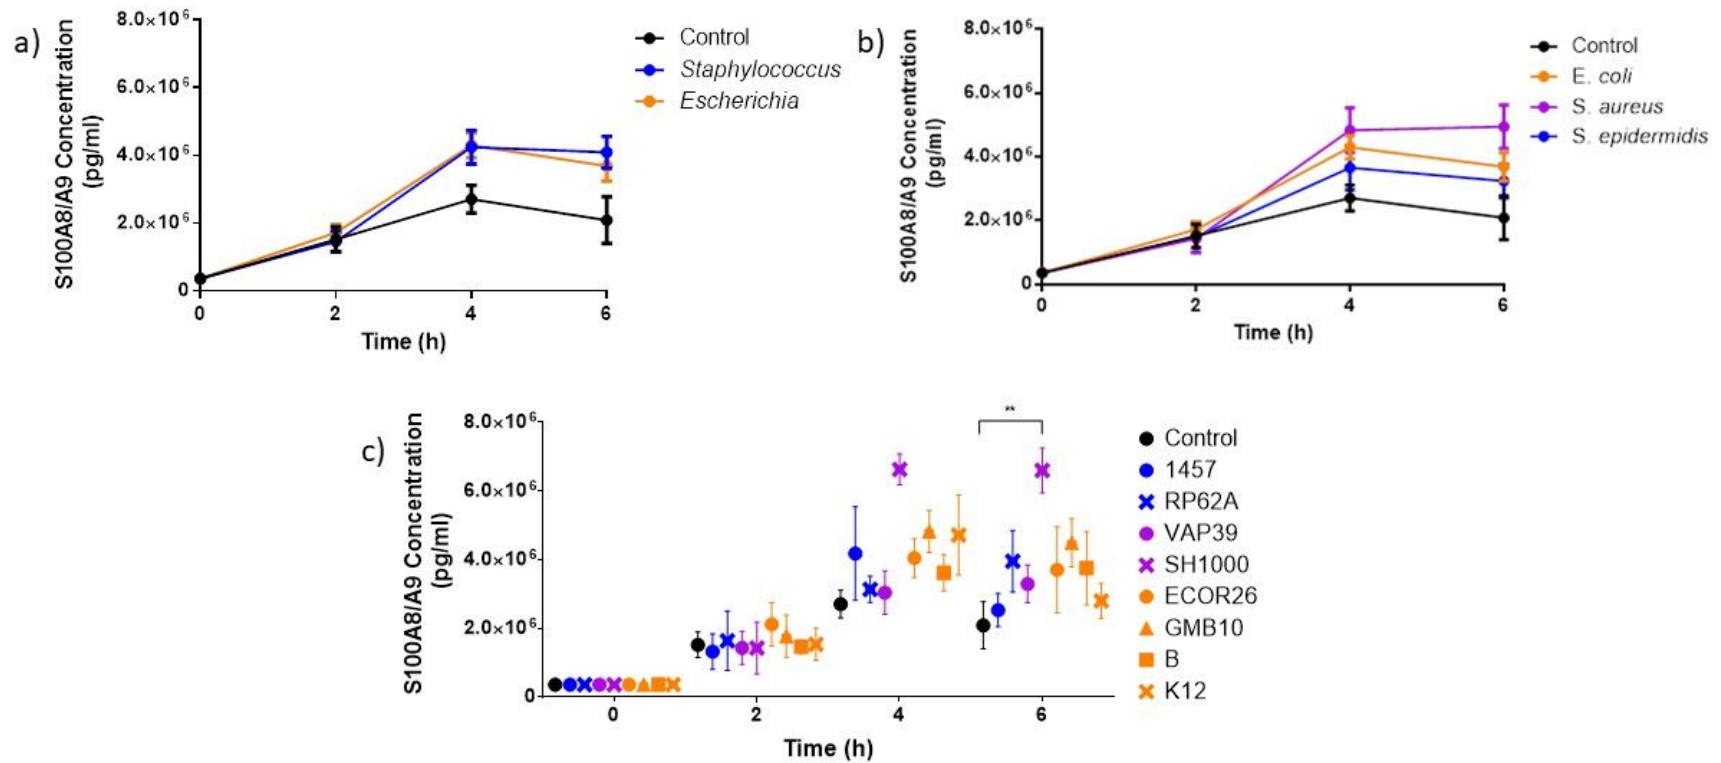 a)
S100A8/A9 Concentration
(pg/ml)
8.0×10⁶
6.0×10⁶
4.0×10⁶
2.0×10⁶
0
0 2 4 6
Time (h)
Control
Staphylococcus
Escherichia
b)
S100A8/A9 Concentration
(pg/ml)
8.0×10⁶
6.0×10⁶
4.0×10⁶
2.0×10⁶
0
0 2 4 6
Time (h)
Control
E. coli
S. aureus
S. epidermidis
c)
S100A8/A9 Concentration
(pg/ml)
8.0×10⁶
6.0×10⁶
4.0×10⁶
2.0×10⁶
0
0 2 4 6
Time (h)
**
Control
1457
RP62A
VAP39
SH1000
ECOR26
GMB10
B
K12